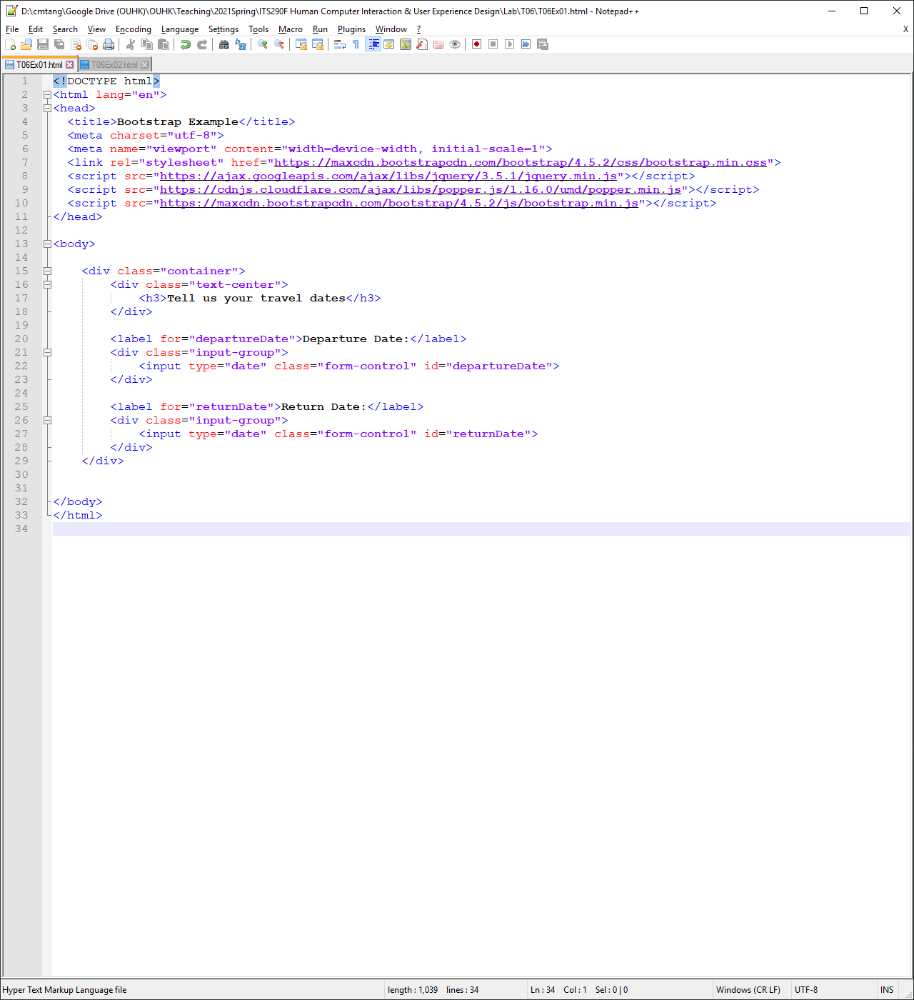 D:\cmtang\Google Drive (OUHK)\OUHK\Teaching\2021Spring\ITS290F Human Computer Interaction & User Experience Design\Lab\T06\T06Ex01.html - Notepad++
File Edit Search View Encoding Language Settings Tools Macro Run Plugins Window ? X
T06Ex01.html T06Ex02.html
1 <!DOCTYPE html>
2 <html lang="en">
3 <head>
4 <title>Bootstrap Example</title>
5 <meta charset="utf-8">
6 <meta name="viewport" content="width=device-width, initial-scale=1">
7 <link rel="stylesheet" href="https://maxcdn.bootstrapcdn.com/bootstrap/4.5.2/css/bootstrap.min.css">
8 <script src="https://ajax.googleapis.com/ajax/libs/jquery/3.5.1/jquery.min.js"></script>
9 <script src="https://cdnjs.cloudflare.com/ajax/libs/popper.js/1.16.0/umd/popper.min.js"></script>
10 <script src="https://maxcdn.bootstrapcdn.com/bootstrap/4.5.2/js/bootstrap.min.js"></script>
11 </head>
12
13 <body>
14
15 <div class="container">
16 <div class="text-center">
17 <h3>Tell us your travel dates</h3>
18 </div>
19
20 <label for="departureDate">Departure Date:</label>
21 <div class="input-group">
22 <input type="date" class="form-control" id="departureDate">
23 </div>
24
25 <label for="returnDate">Return Date:</label>
26 <div class="input-group">
27 <input type="date" class="form-control" id="returnDate">
28 </div>
29 </div>
30
31
32 </body>
33 </html>
34
Hyper Text Markup Language file length : 1,039 lines : 34 Ln : 34 Col : 1 Sel : 0 | 0 Windows (CR LF) UTF-8 INS